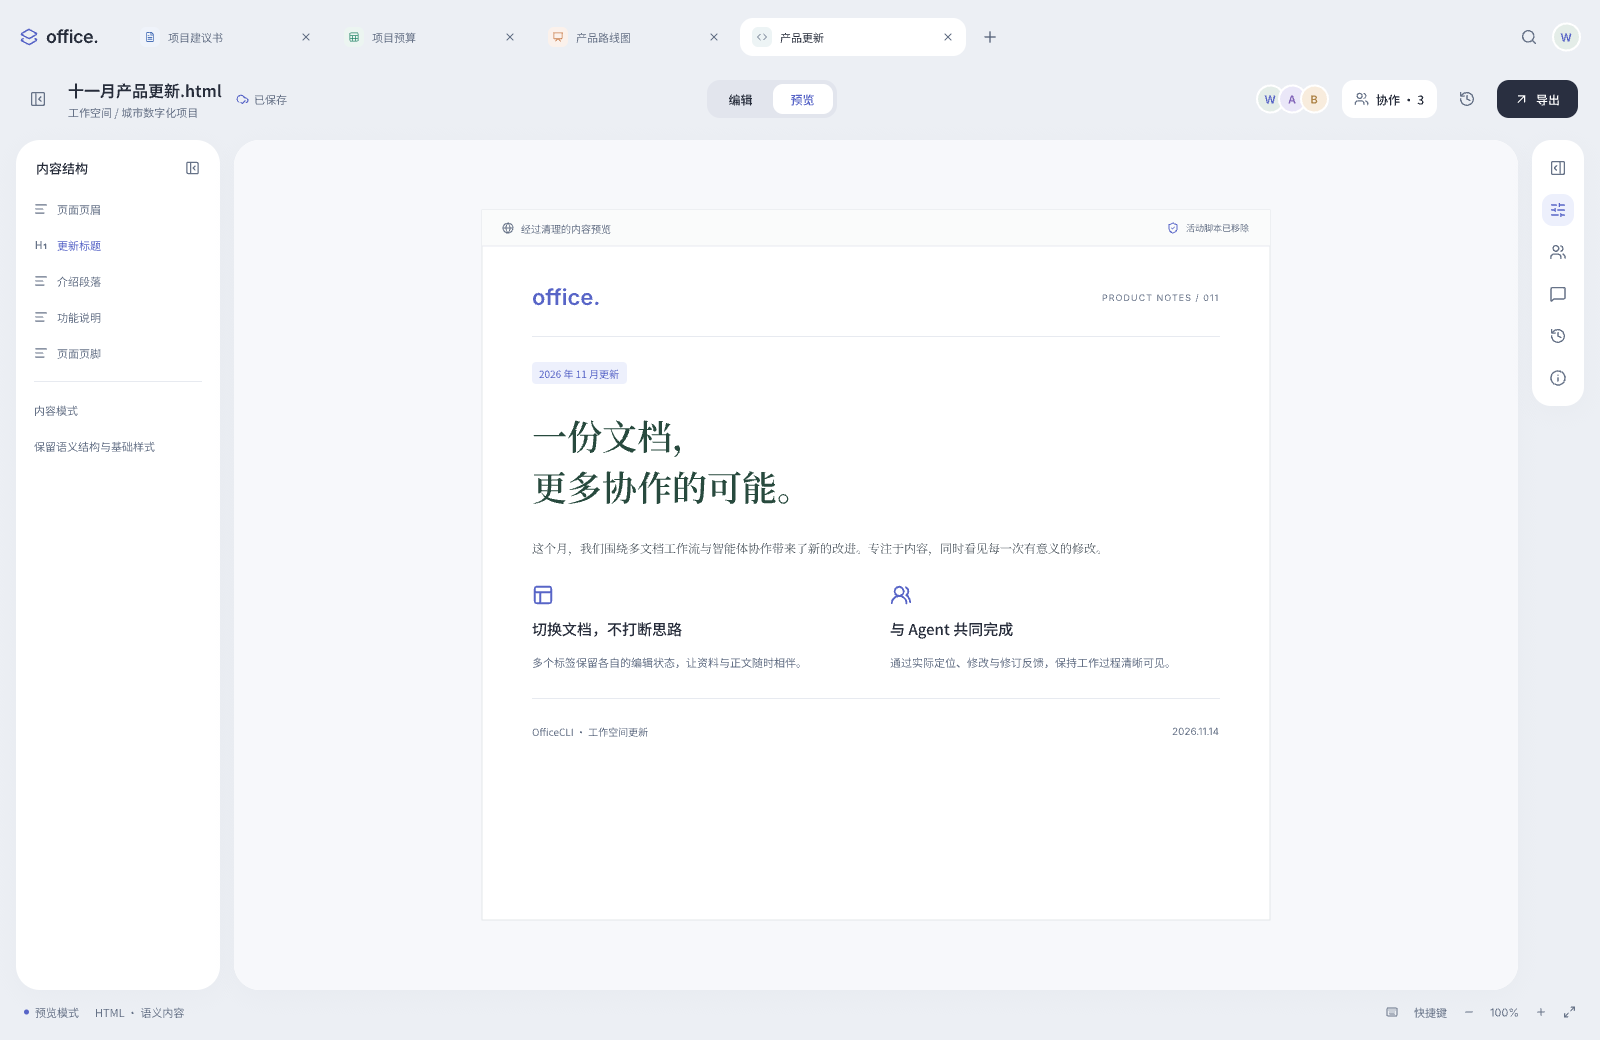 office.
项目建议书
项目预算
产品路线图
产品更新
W
十一月产品更新.html
工作空间 / 城市数字化项目
已保存
编辑
预览
W A B
协作 · 3
导出
内容结构
页面页眉
H1 更新标题
介绍段落
功能说明
页面页脚
内容模式
保留语义结构与基础样式
经过清理的内容预览
活动脚本已移除
office.
PRODUCT NOTES / 011
2026 年 11 月更新
一份文档，
更多协作的可能。
这个月，我们围绕多文档工作流与智能体协作带来了新的改进。专注于内容，同时看见每一次有意义的修改。
切换文档，不打断思路
多个标签保留各自的编辑状态，让资料与正文随时相伴。
与 Agent 共同完成
通过实际定位、修改与修订反馈，保持工作过程清晰可见。
OfficeCLI · 工作空间更新
2026.11.14
预览模式
HTML · 语义内容
快捷键
100%